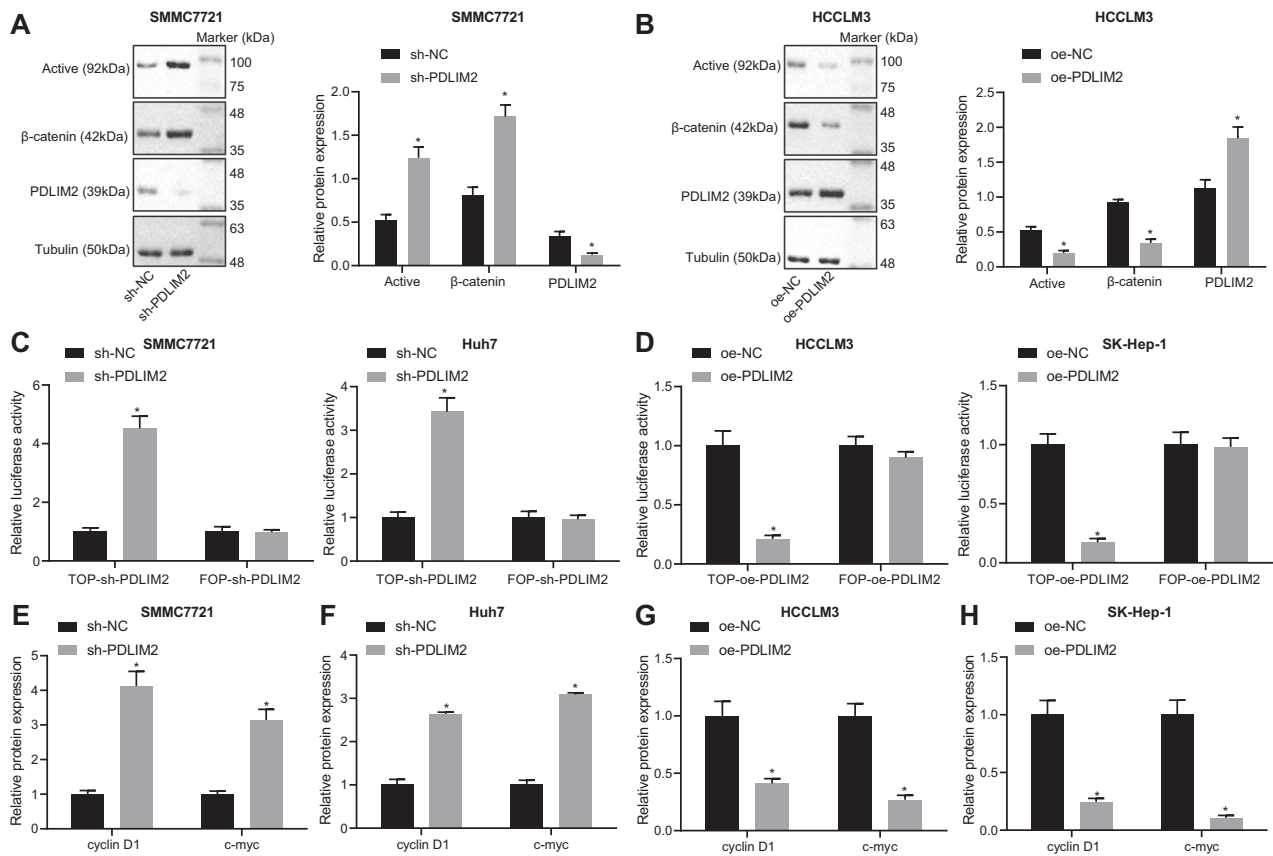 A
SMMC7721
Marker (kDa)
Active (92kDa)
100
75
β-catenin (42kDa)
48
35
PDLIM2 (39kDa)
48
35
Tubulin (50kDa)
63
48
sh-NC
sh-PDLIM2
SMMC7721
sh-NC
sh-PDLIM2
Relative protein expression
2.0
1.5
1.0
0.5
0.0
* * *
Active β-catenin PDLIM2
B
HCCLM3
Marker (kDa)
Active (92kDa)
100
75
β-catenin (42kDa)
48
35
PDLIM2 (39kDa)
48
35
Tubulin (50kDa)
63
48
oe-NC
oe-PDLIM2
HCCLM3
oe-NC
oe-PDLIM2
Relative protein expression
2.5
2.0
1.5
1.0
0.5
0.0
* * *
Active β-catenin PDLIM2
C
SMMC7721
sh-NC
sh-PDLIM2
Relative luciferase activity
6
4
2
0
*
TOP-sh-PDLIM2 FOP-sh-PDLIM2
Huh7
sh-NC
sh-PDLIM2
Relative luciferase activity
4
3
2
1
0
*
TOP-sh-PDLIM2 FOP-sh-PDLIM2
D
HCCLM3
oe-NC
oe-PDLIM2
Relative luciferase activity
1.5
1.0
0.5
0.0
*
TOP-oe-PDLIM2 FOP-oe-PDLIM2
SK-Hep-1
oe-NC
oe-PDLIM2
Relative luciferase activity
1.5
1.0
0.5
0.0
*
TOP-oe-PDLIM2 FOP-oe-PDLIM2
E
SMMC7721
sh-NC
sh-PDLIM2
Relative protein expression
5
4
3
2
1
0
* *
cyclin D1 c-myc
F
Huh7
sh-NC
sh-PDLIM2
Relative protein expression
4
3
2
1
0
* *
cyclin D1 c-myc
G
HCCLM3
oe-NC
oe-PDLIM2
Relative protein expression
1.5
1.0
0.5
0.0
* *
cyclin D1 c-myc
H
SK-Hep-1
oe-NC
oe-PDLIM2
Relative protein expression
1.5
1.0
0.5
0.0
* *
cyclin D1 c-myc